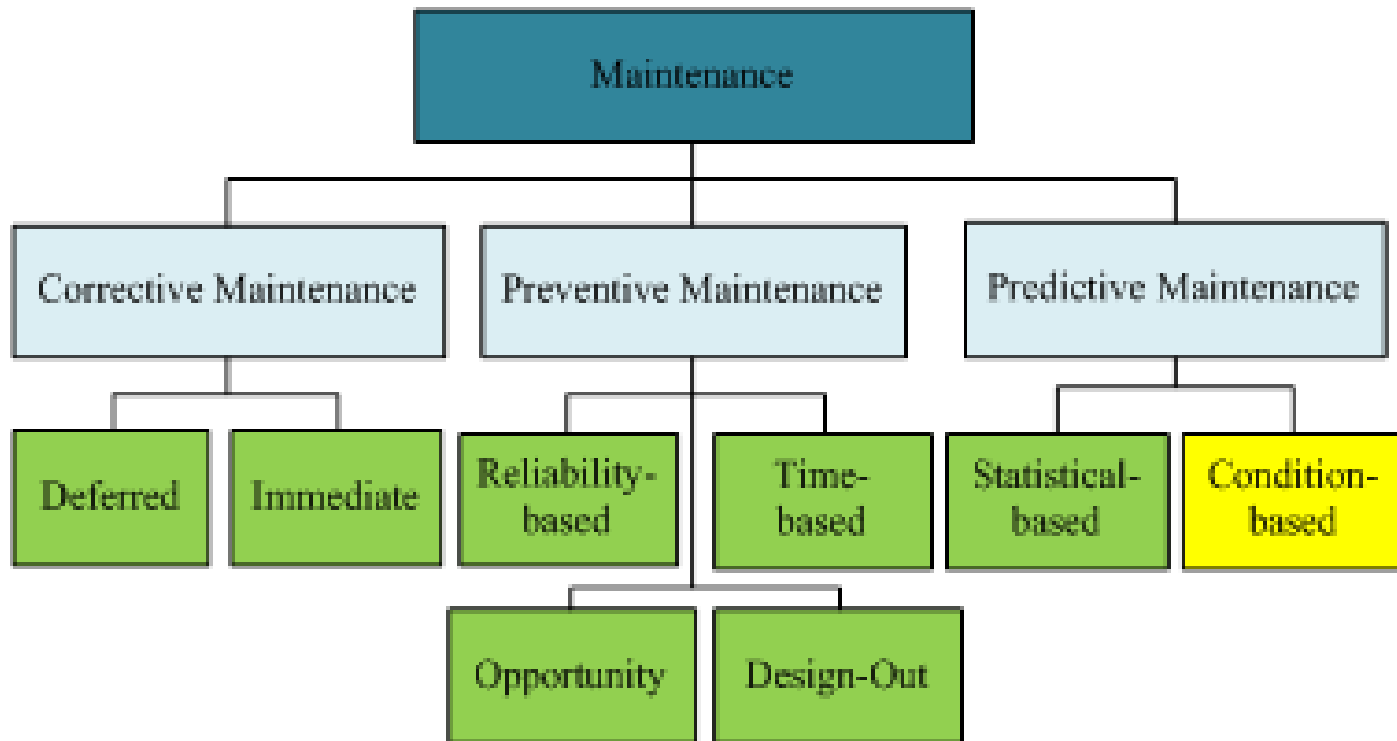 Maintenance
Corrective Maintenance
Preventive Maintenance
Predictive Maintenance
Deferred
Immediate
Reliability-
based
Time-
based
Statistical-
based
Condition-
based
Opportunity
Design-Out